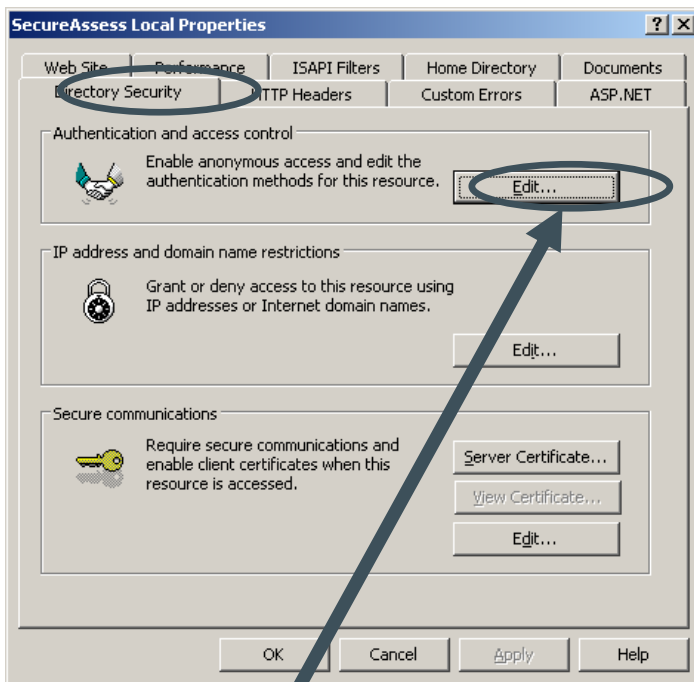 SecureAssess Local Properties
? X
Web Site Performance ISAPI Filters Home Directory Documents
Directory Security HTTP Headers Custom Errors ASP.NET
Authentication and access control
Enable anonymous access and edit the
authentication methods for this resource.
Edit...
IP address and domain name restrictions
Grant or deny access to this resource using
IP addresses or Internet domain names.
Edit...
Secure communications
Require secure communications and
enable client certificates when this
resource is accessed.
Server Certificate...
View Certificate...
Edit...
OK Cancel Apply Help